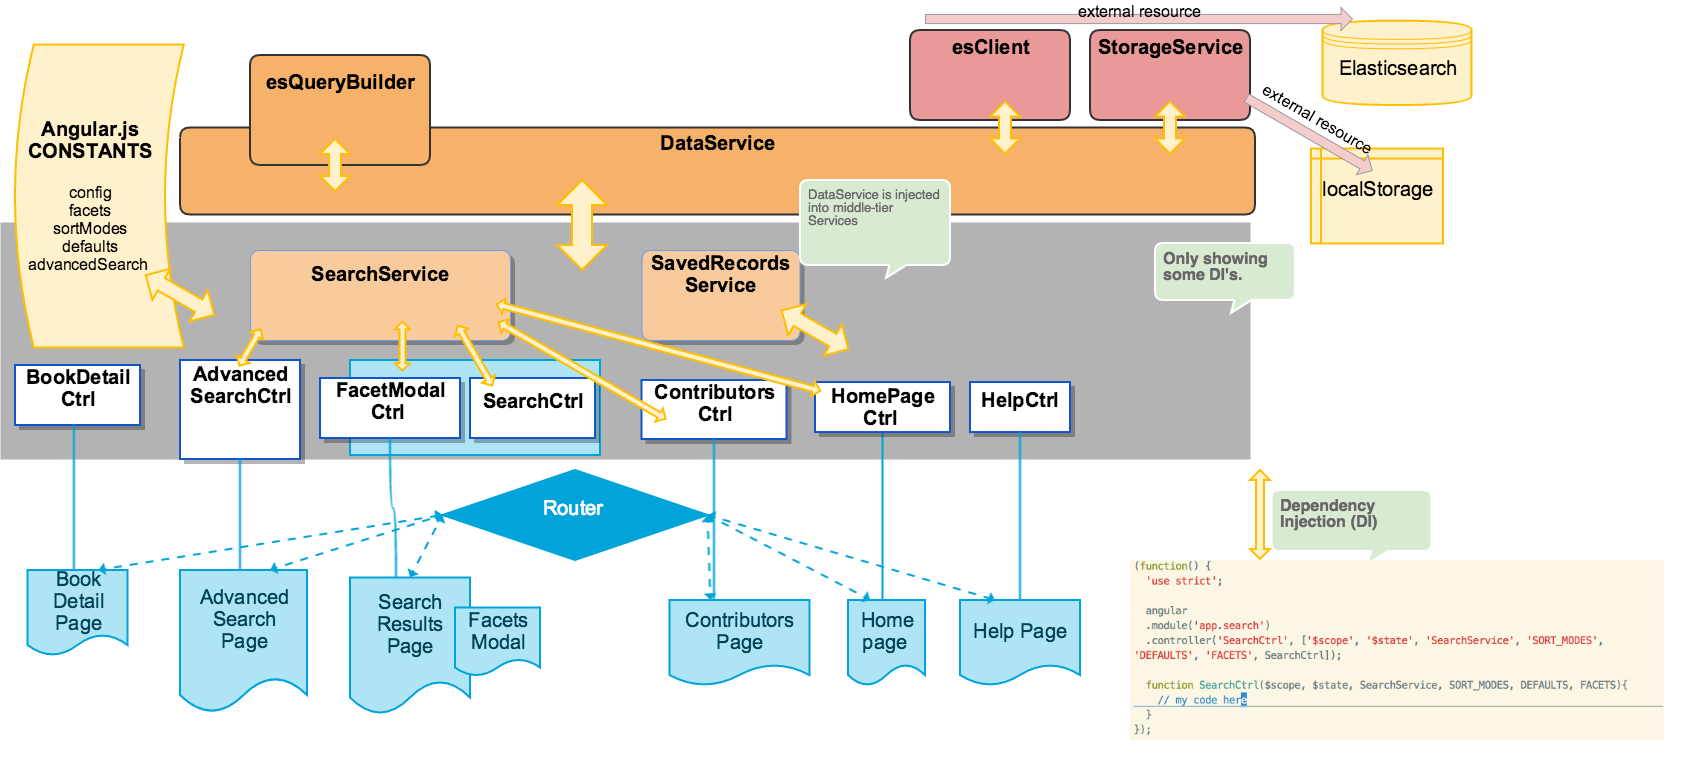 external resource
esClient
StorageService
Elasticsearch
esQueryBuilder
external resource
Angular.js
CONSTANTS
config
facets
sortModes
defaults
advancedSearch
DataService
localStorage
DataService is injected
into middle-tier
Services
SearchService
SavedRecords
Service
Only showing
some DI's.
BookDetail
Ctrl
Advanced
SearchCtrl
FacetModal
Ctrl
SearchCtrl
Contributors
Ctrl
HomePage
Ctrl
HelpCtrl
Router
Dependency
Injection (DI)
Book
Detail
Page
Advanced
Search
Page
Search
Results
Page
Facets
Modal
Contributors
Page
Home
page
Help Page
(function() {
'use strict';
angular
.module('app.search')
.controller('SearchCtrl', ['$scope', '$state', 'SearchService', 'SORT_MODES',
'DEFAULTS', 'FACETS', SearchCtrl]);
function SearchCtrl($scope, $state, SearchService, SORT_MODES, DEFAULTS, FACETS){
// my code here
}
});